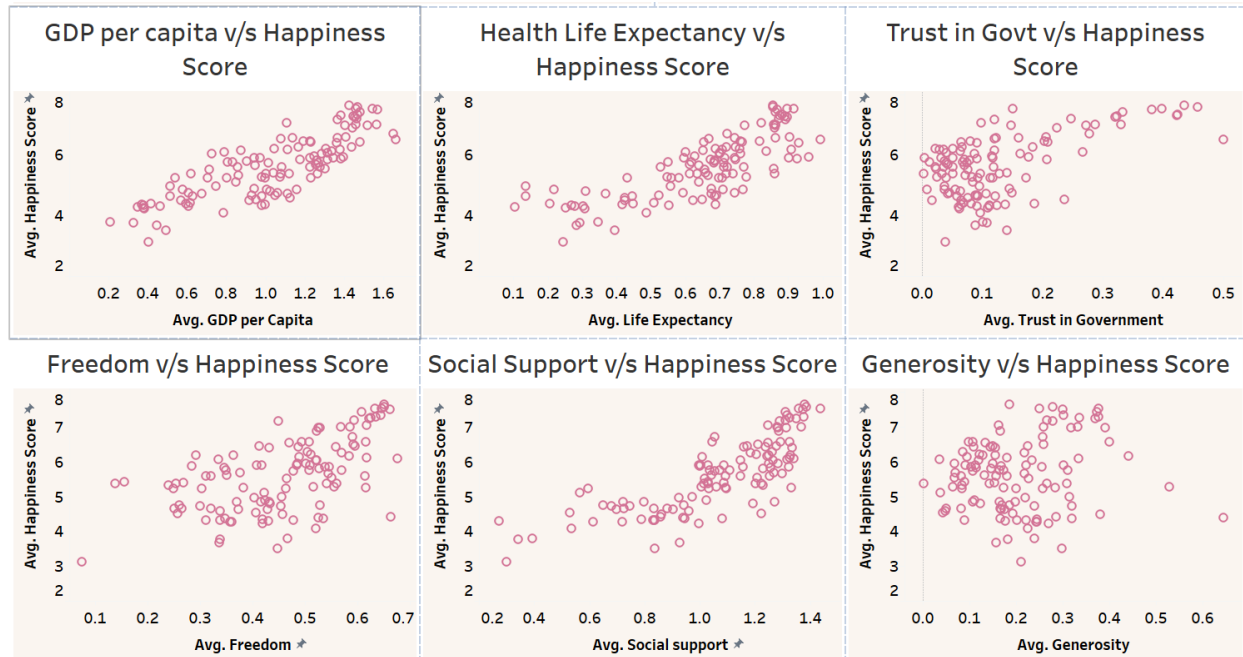 GDP per capita v/s Happiness
Score
Avg. Happiness Score
8
6
4
2
0.2 0.4 0.6 0.8 1.0 1.2 1.4 1.6
Avg. GDP per Capita
Health Life Expectancy v/s
Happiness Score
Avg. Happiness Score
8
6
4
2
0.1 0.2 0.3 0.4 0.5 0.6 0.7 0.8 0.9 1.0
Avg. Life Expectancy
Trust in Govt v/s Happiness
Score
Avg. Happiness Score
8
6
4
2
0.0 0.1 0.2 0.3 0.4 0.5
Avg. Trust in Government
Freedom v/s Happiness Score
Avg. Happiness Score
8
7
6
5
4
3
2
0.1 0.2 0.3 0.4 0.5 0.6 0.7
Avg. Freedom
Social Support v/s Happiness Score
Avg. Happiness Score
8
7
6
5
4
3
2
0.2 0.4 0.6 0.8 1.0 1.2 1.4
Avg. Social support
Generosity v/s Happiness Score
Avg. Happiness Score
8
7
6
5
4
3
2
0.0 0.1 0.2 0.3 0.4 0.5 0.6
Avg. Generosity